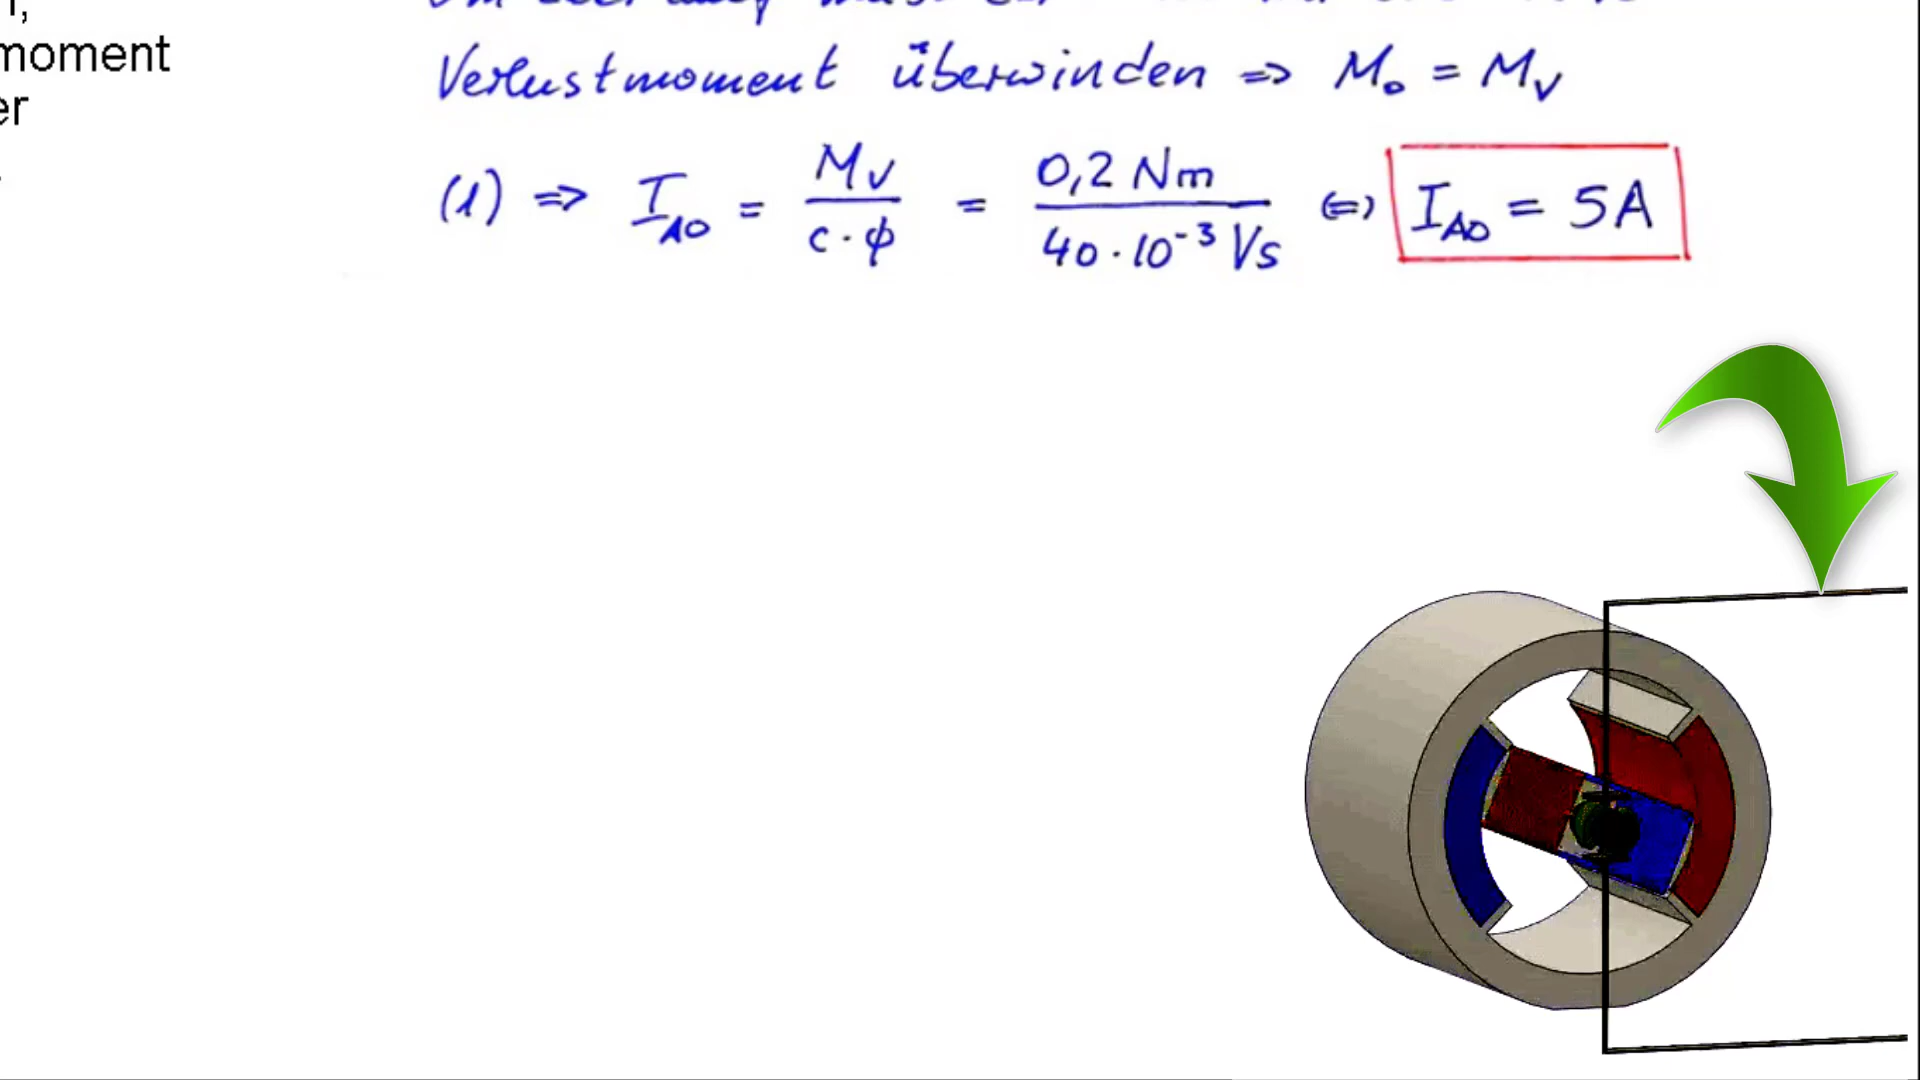 moment
er
Verlustmoment überwinden => M₀ = Mᵥ
(1) => I_A0 = Mᵥ / (c · ϕ) = 0,2 Nm / (40 · 10⁻³ Vs) <=> I_A0 = 5A